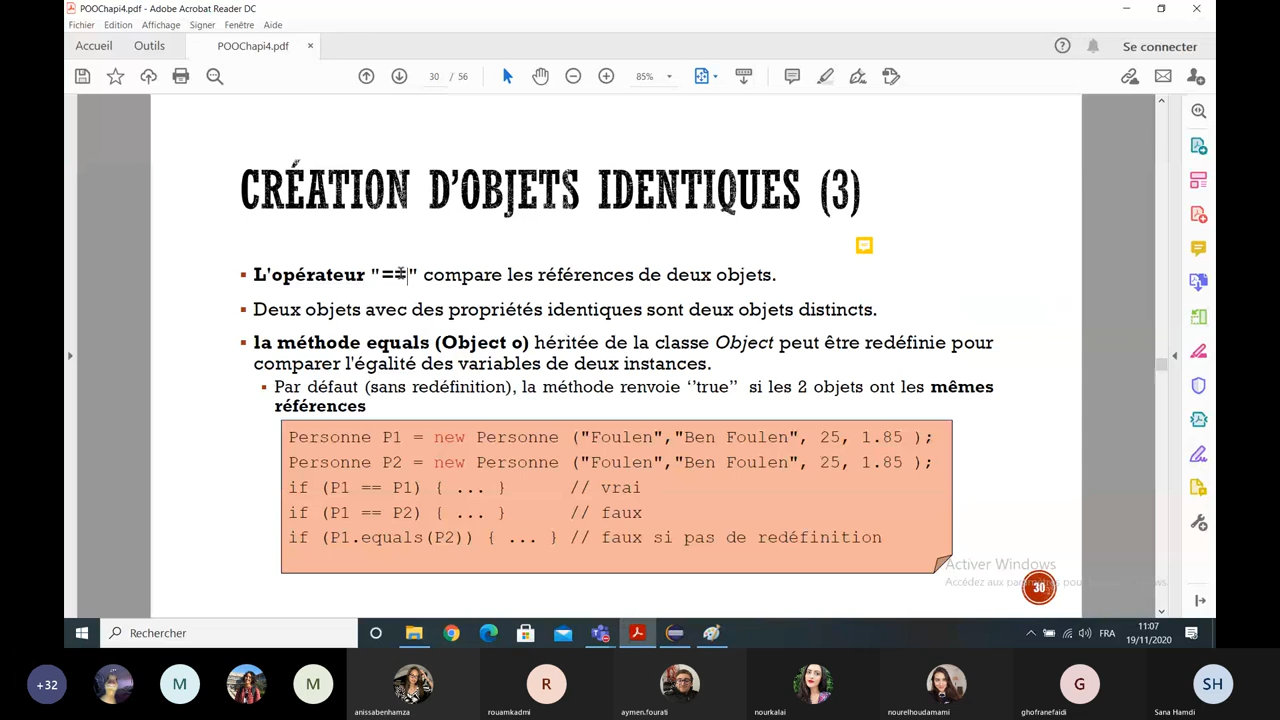 POOChapi4.pdf - Adobe Acrobat Reader DC
Fichier Edition Affichage Signer Fenêtre Aide
Accueil Outils POOChapi4.pdf × Se connecter
30 / 56 85%
CRÉATION D'OBJETS IDENTIQUES (3)
▪ L'opérateur "==" compare les références de deux objets.
▪ Deux objets avec des propriétés identiques sont deux objets distincts.
▪ la méthode equals (Object o) héritée de la classe Object peut être redéfinie pour
comparer l'égalité des variables de deux instances.
▪ Par défaut (sans redéfinition), la méthode renvoie ‘’true’’ si les 2 objets ont les mêmes
références
Personne P1 = new Personne ("Foulen","Ben Foulen", 25, 1.85 );
Personne P2 = new Personne ("Foulen","Ben Foulen", 25, 1.85 );
if (P1 == P1) { ... } // vrai
if (P1 == P2) { ... } // faux
if (P1.equals(P2)) { ... } // faux si pas de redéfinition
Activer Windows
Accédez aux paramètres pour
30
Rechercher
FRA
11:07
19/11/2020
+32 M M R G SH
anissabenhamza rouamkadmi aymen.fourati nourkalai nourelhoudamami ghofranefaidi Sana Hamdi